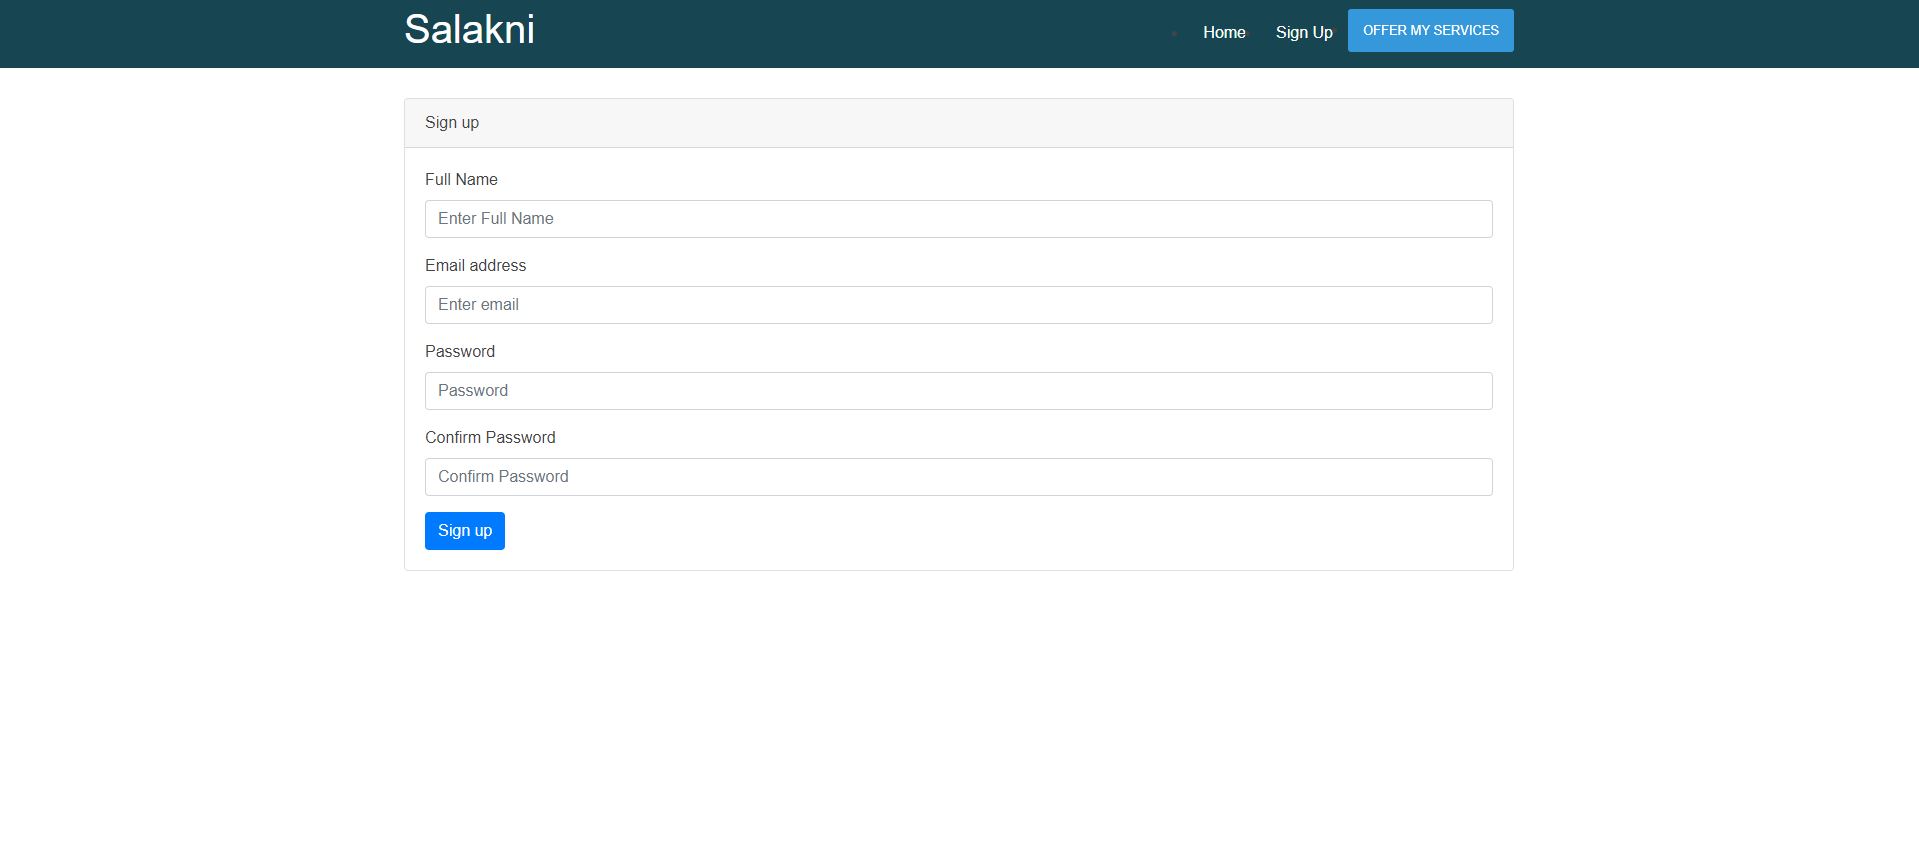 Salakni
Home Sign Up OFFER MY SERVICES
Sign up
Full Name
Enter Full Name
Email address
Enter email
Password
Password
Confirm Password
Confirm Password
Sign up